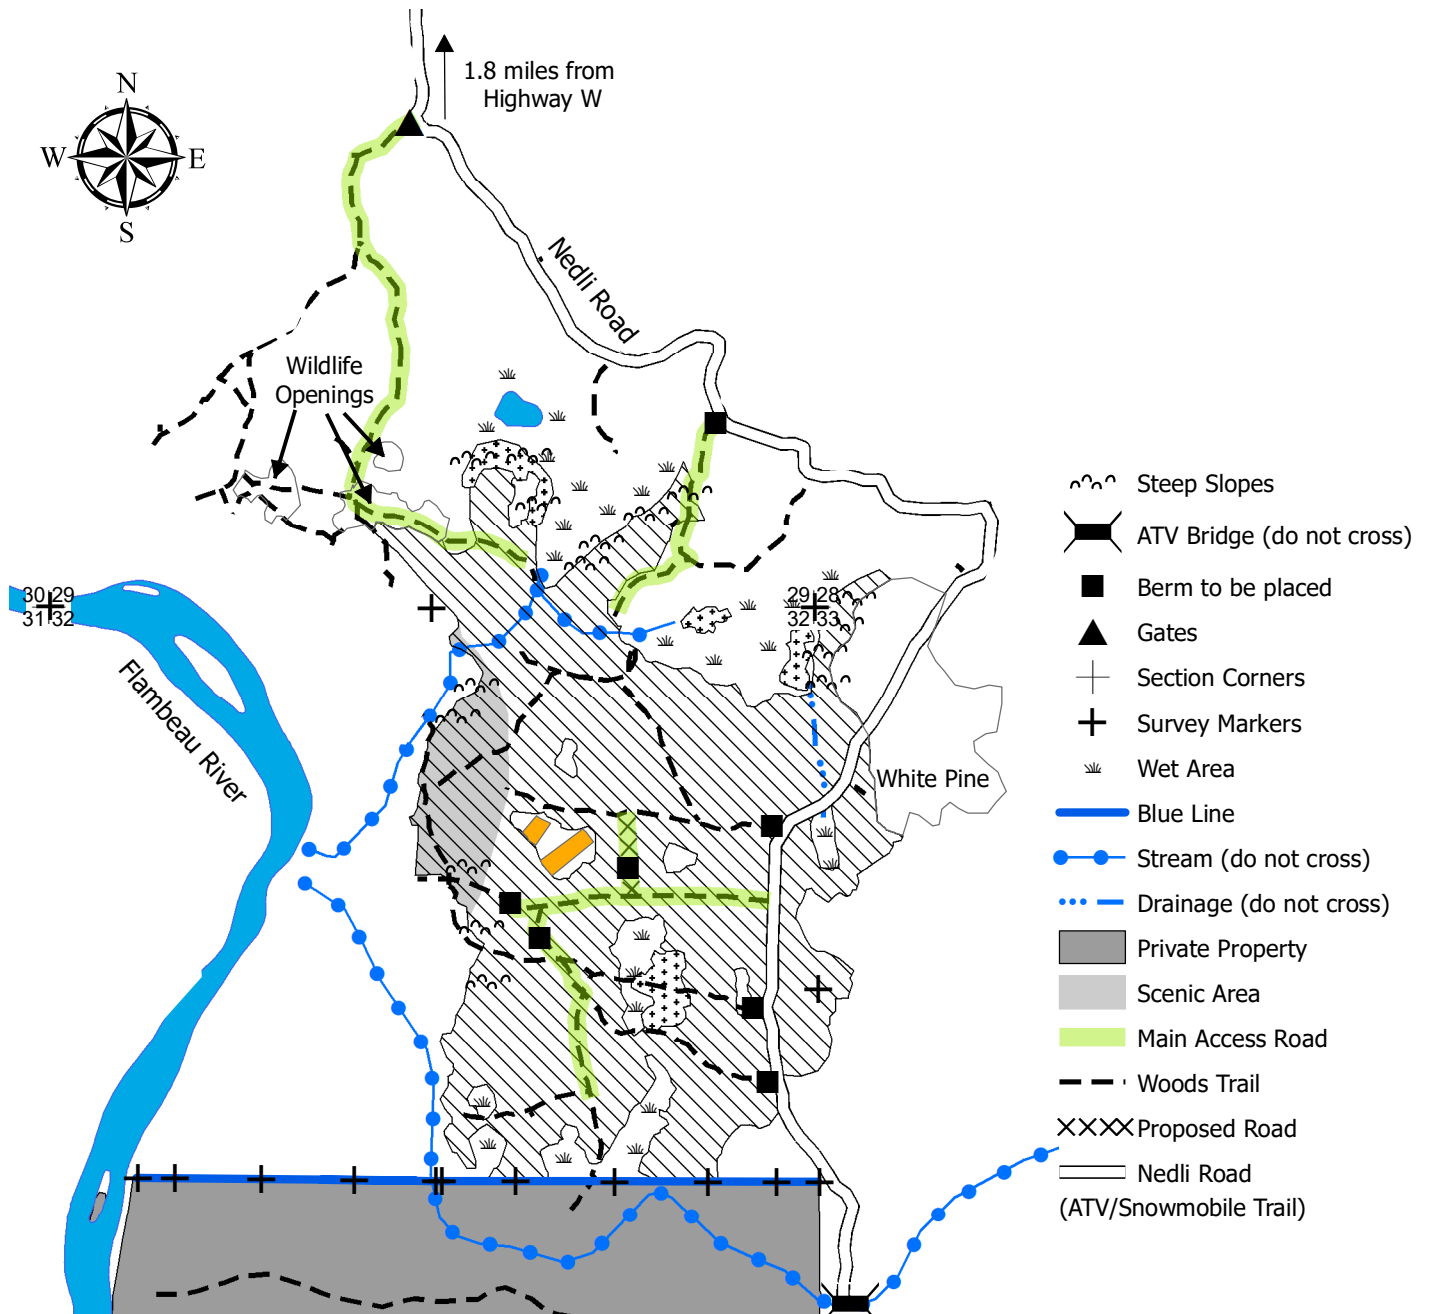 1.8 miles from
Highway W
N
W E
S
Nedli Road
Wildlife
Openings
Steep Slopes
ATV Bridge (do not cross)
Berm to be placed
30 29
31 32
29 28
32 33
Gates
Section Corners
Flambeau River
Survey Markers
Wet Area
White Pine
Blue Line
Stream (do not cross)
Drainage (do not cross)
Private Property
Scenic Area
Main Access Road
Woods Trail
Proposed Road
Nedli Road
(ATV/Snowmobile Trail)